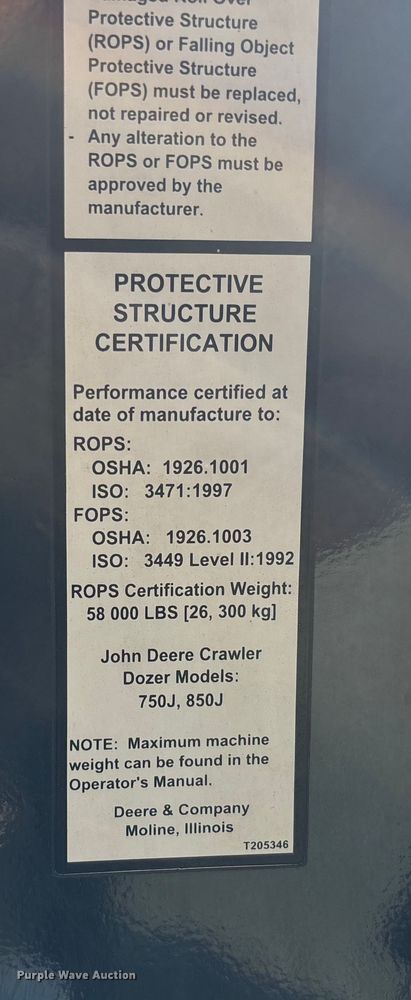 Damaged Roll Over
Protective Structure
(ROPS) or Falling Object
Protective Structure
(FOPS) must be replaced,
not repaired or revised.
- Any alteration to the
ROPS or FOPS must be
approved by the
manufacturer.
PROTECTIVE
STRUCTURE
CERTIFICATION
Performance certified at
date of manufacture to:
ROPS:
OSHA: 1926.1001
ISO: 3471:1997
FOPS:
OSHA: 1926.1003
ISO: 3449 Level II:1992
ROPS Certification Weight:
58 000 LBS [26, 300 kg]
John Deere Crawler
Dozer Models:
750J, 850J
NOTE: Maximum machine
weight can be found in the
Operator's Manual.
Deere & Company
Moline, Illinois
T205346
Purple Wave Auction